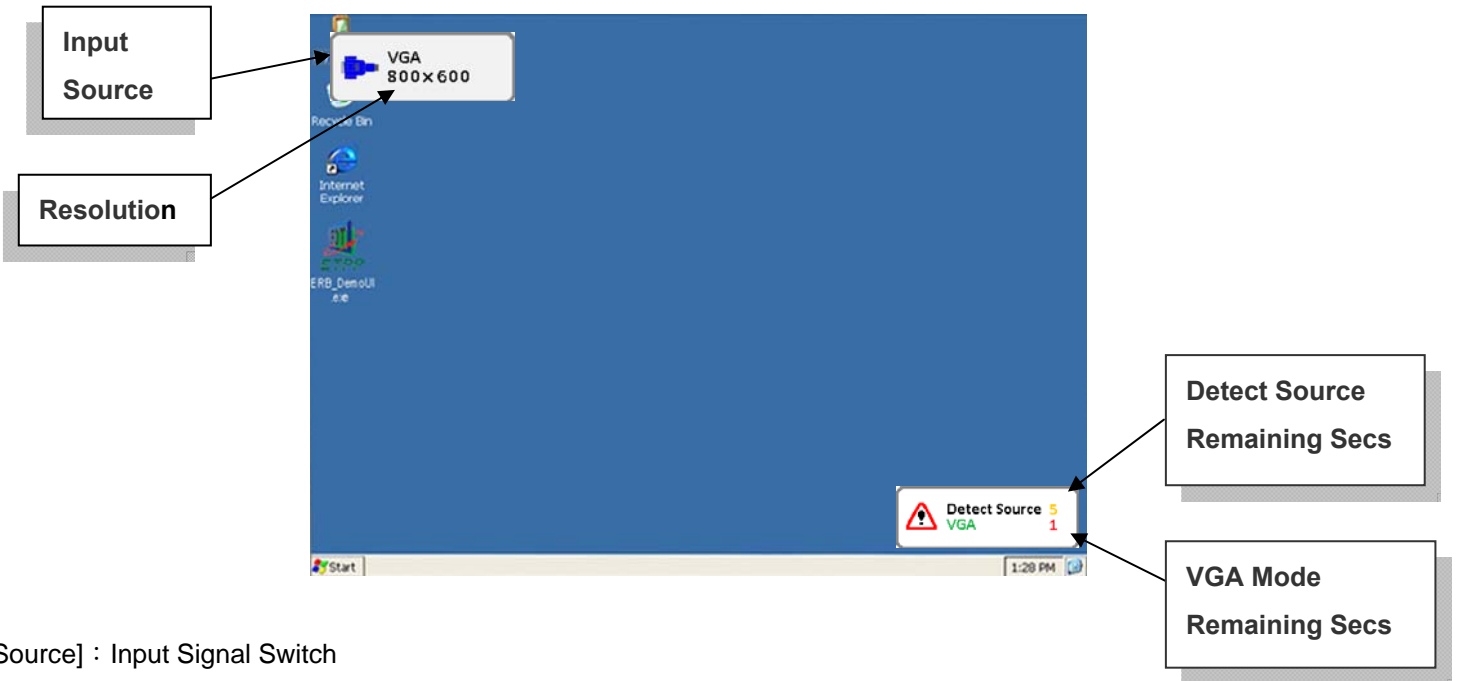 Input
Source
VGA
800×600
Recycle Bin
Resolution
Internet
Explorer
ERB_DemoUI
.exe
Detect Source
Remaining Secs
Detect Source 5
VGA 1
Start
1:28 PM
VGA Mode
Remaining Secs
Source]：Input Signal Switch